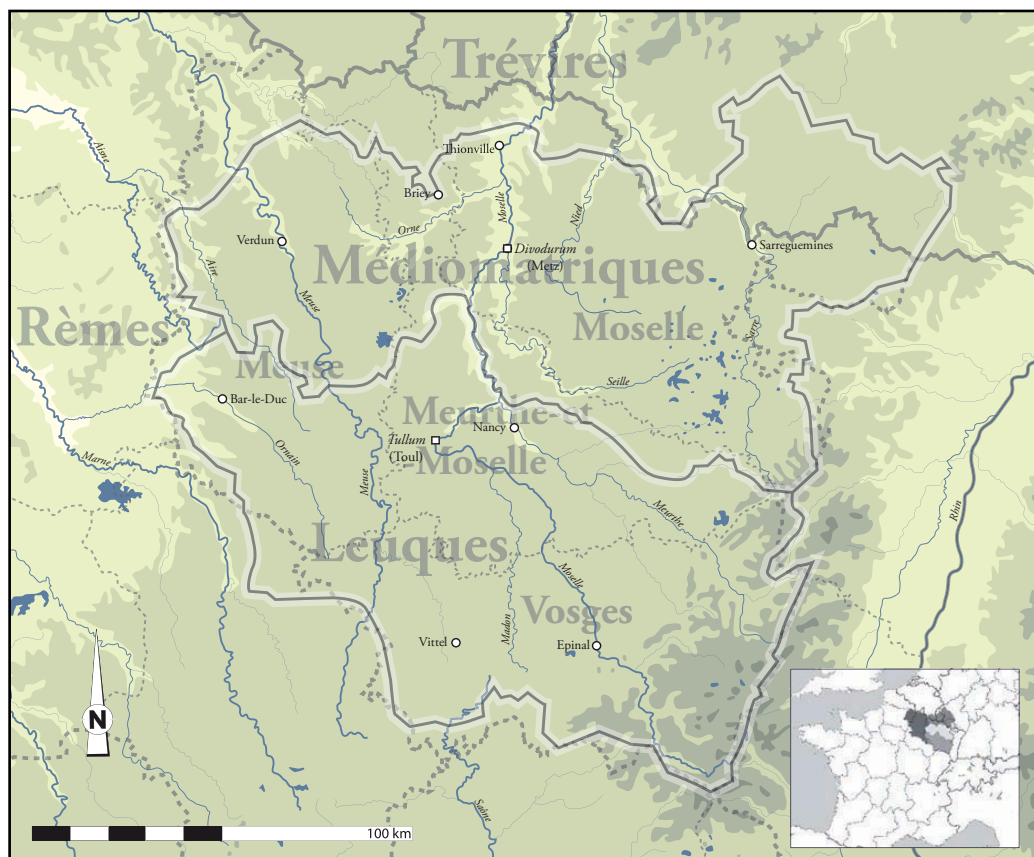 Trévires
Thionville
Aisne
Briey
Moselle
Nied
Orne
Verdun
Divodurum
(Metz)
Sarreguemines
Médiomatriques
Aire
Meuse
Rèmes
Moselle
Sarre
Meuse
Seille
Bar-le-Duc
Meurthe-et
-Moselle
Nancy
Tullum
(Toul)
Marne
Ornain
Meuse
Meurthe
Rhin
Leuques
Moselle
Vosges
Madon
Vittel
Epinal
N
Saône
100 km